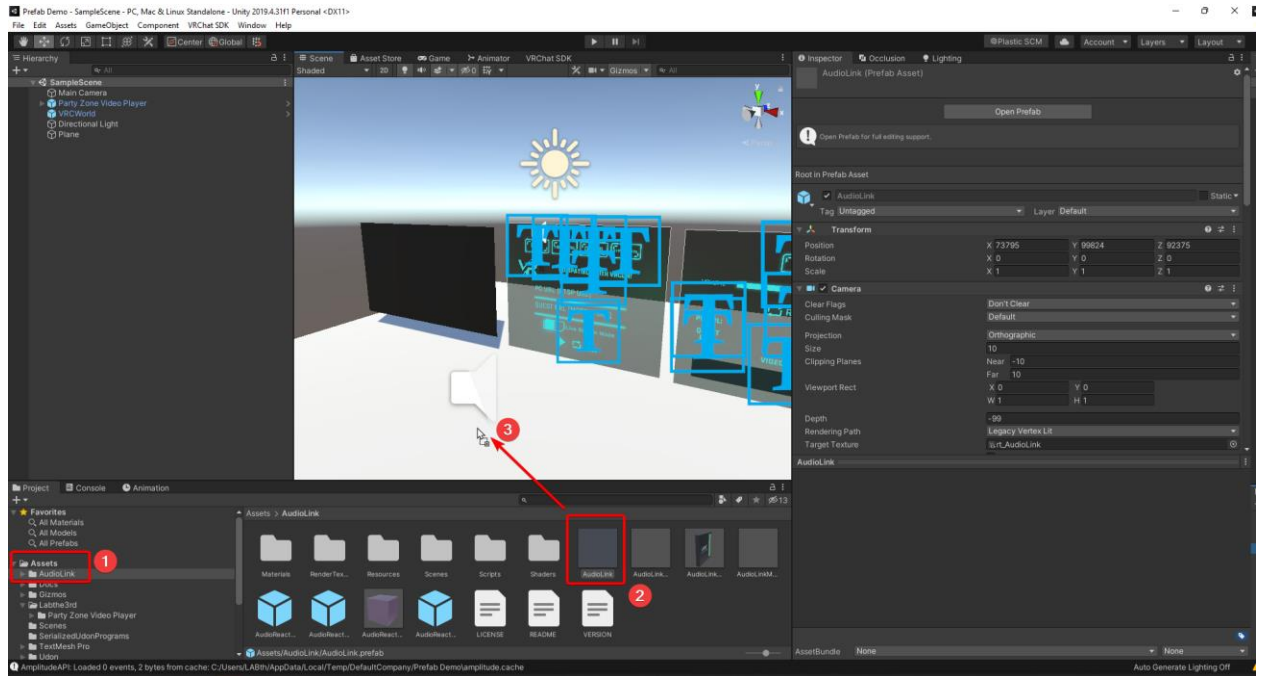 Prefab Demo - SampleScene - PC, Mac & Linux Standalone - Unity 2019.4.31f1 Personal <DX11>
File Edit Assets GameObject Component VRChat SDK Window Help
Center Global Plastic SCM Account Layers Layout
Hierarchy
All
SampleScene
Main Camera
Party Zone Video Player
VRCWorld
Directional Light
Plane
Scene Asset Store Game Animator VRChat SDK
Shaded 2D 0 Gizmos All
y
Persp
3
Inspector Occlusion Lighting
AudioLink (Prefab Asset)
Open Prefab
Open Prefab for full editing support.
Root in Prefab Asset
AudioLink Static
Tag Untagged Layer Default
Transform
Position X 73795 Y 99824 Z 92375
Rotation X 0 Y 0 Z 0
Scale X 1 Y 1 Z 1
Camera
Clear Flags Don't Clear
Culling Mask Default
Projection Orthographic
Size 10
Clipping Planes Near -10
Far 10
Viewport Rect X 0 Y 0
W 1 H 1
Depth -99
Rendering Path Legacy Vertex Lit
Target Texture rt_AudioLink
AudioLink
AssetBundle None None
Project Console Animation
13
Favorites
All Materials
All Models
All Prefabs
Assets
1
AudioLink
Docs
Gizmos
Labthe3rd
Party Zone Video Player
Scenes
SerializedUdonPrograms
TextMesh Pro
Udon
Assets > AudioLink
Materials RenderTex... Resources Scenes Scripts Shaders AudioLink AudioLink... AudioLink... AudioLinkM...
2
AudioReact... AudioReact... AudioReact... AudioReact... LICENSE README VERSION
Assets/AudioLink/AudioLink.prefab
AmplitudeAPI: Loaded 0 events, 2 bytes from cache: C:/Users/LABth/AppData/Local/Temp/DefaultCompany/Prefab Demo\amplitude.cache
Auto Generate Lighting Off